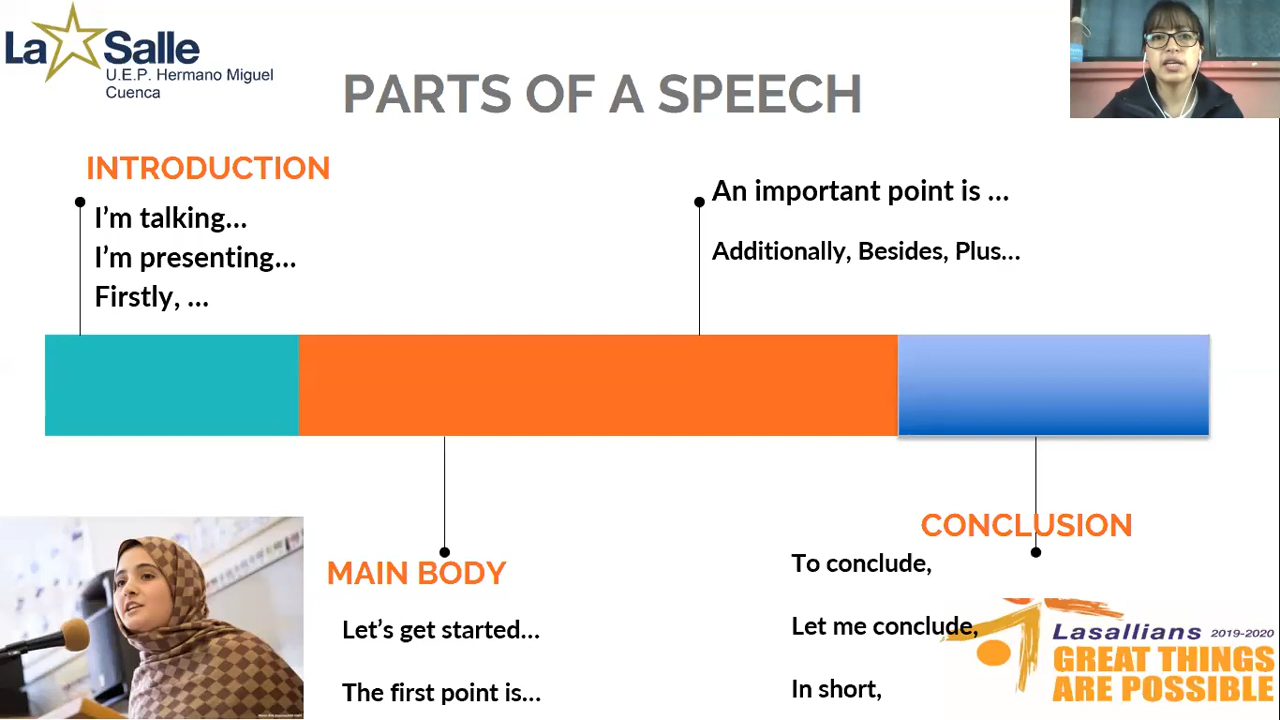 La Salle
U.E.P. Hermano Miguel
Cuenca
PARTS OF A SPEECH
INTRODUCTION
I'm talking…
I'm presenting…
Firstly, …
An important point is …
Additionally, Besides, Plus…
MAIN BODY
Let's get started…
The first point is…
CONCLUSION
To conclude,
Let me conclude,
In short,
Lasallians 2019-2020
GREAT THINGS
ARE POSSIBLE